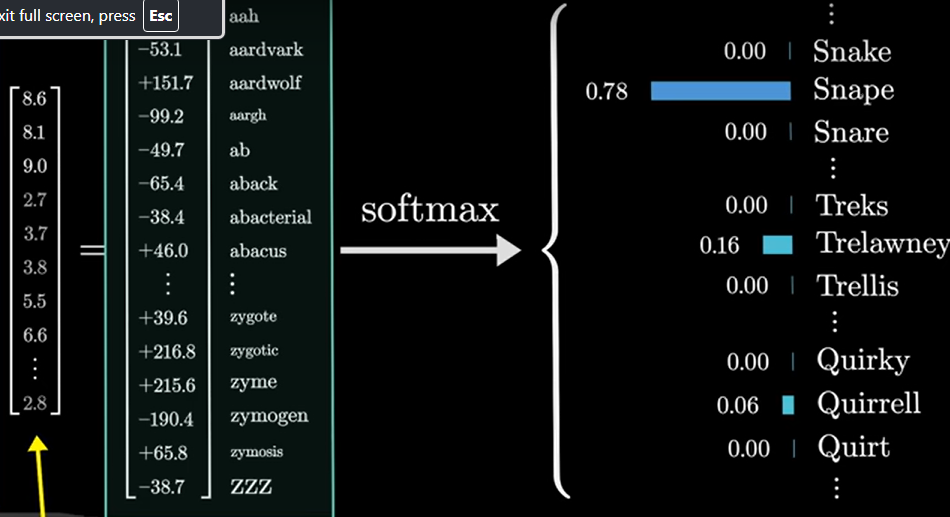 xit full screen, press Esc
8.6
8.1
9.0
2.7
3.7
3.8
5.5
6.6
⋮
2.8
=
aah
−53.1 aardvark
+151.7 aardwolf
−99.2 aargh
−49.7 ab
−65.4 aback
−38.4 abacterial
+46.0 abacus
⋮ ⋮
+39.6 zygote
+216.8 zygotic
+215.6 zyme
−190.4 zymogen
+65.8 zymosis
−38.7 ZZZ
softmax
⋮
0.00 Snake
0.78 Snape
0.00 Snare
⋮
0.00 Treks
0.16 Trelawney
0.00 Trellis
⋮
0.00 Quirky
0.06 Quirrell
0.00 Quirt
⋮